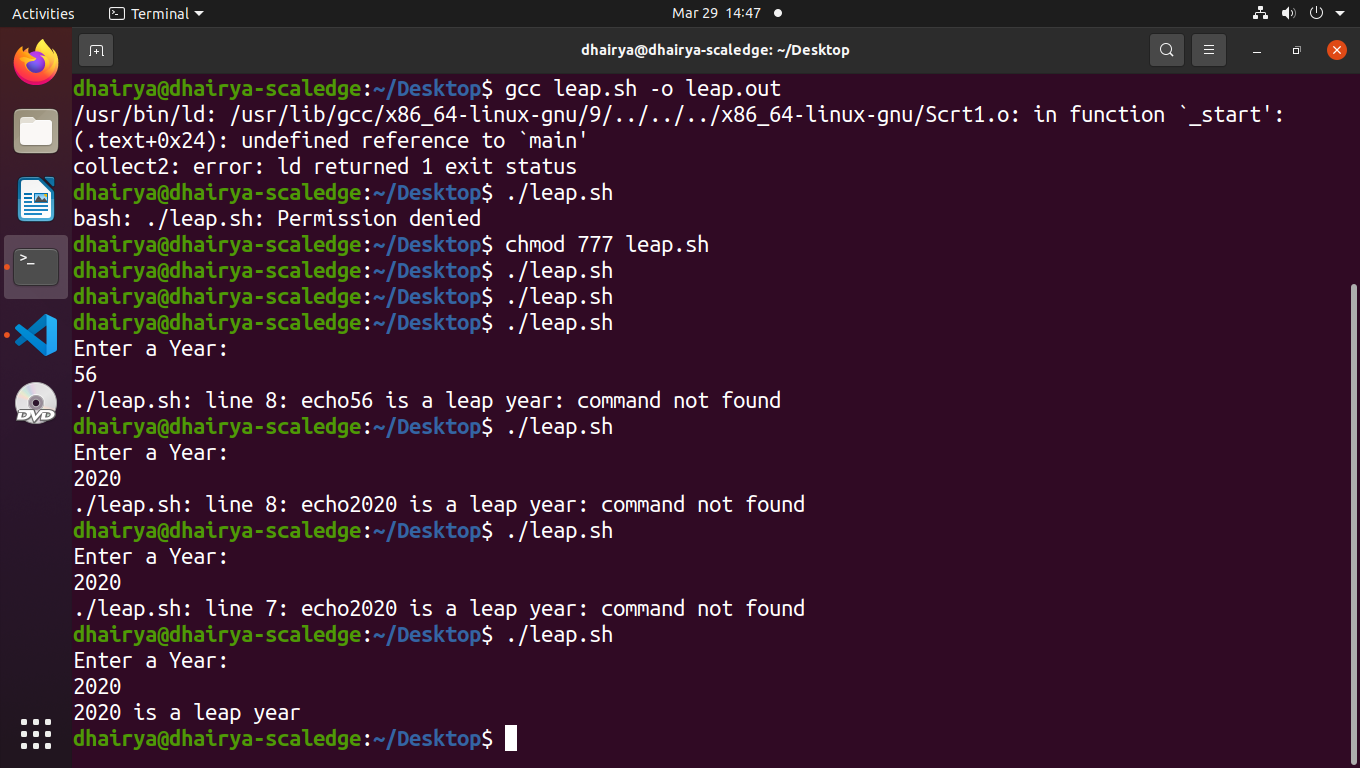 Activities
Terminal
Mar 29 14:47
dhairya@dhairya-scaledge: ~/Desktop
dhairya@dhairya-scaledge:~/Desktop$ gcc leap.sh -o leap.out
/usr/bin/ld: /usr/lib/gcc/x86_64-linux-gnu/9/../../../x86_64-linux-gnu/Scrt1.o: in function `_start':
(.text+0x24): undefined reference to `main'
collect2: error: ld returned 1 exit status
dhairya@dhairya-scaledge:~/Desktop$ ./leap.sh
bash: ./leap.sh: Permission denied
dhairya@dhairya-scaledge:~/Desktop$ chmod 777 leap.sh
dhairya@dhairya-scaledge:~/Desktop$ ./leap.sh
dhairya@dhairya-scaledge:~/Desktop$ ./leap.sh
dhairya@dhairya-scaledge:~/Desktop$ ./leap.sh
Enter a Year:
56
./leap.sh: line 8: echo56 is a leap year: command not found
dhairya@dhairya-scaledge:~/Desktop$ ./leap.sh
Enter a Year:
2020
./leap.sh: line 8: echo2020 is a leap year: command not found
dhairya@dhairya-scaledge:~/Desktop$ ./leap.sh
Enter a Year:
2020
./leap.sh: line 7: echo2020 is a leap year: command not found
dhairya@dhairya-scaledge:~/Desktop$ ./leap.sh
Enter a Year:
2020
2020 is a leap year
dhairya@dhairya-scaledge:~/Desktop$
>_
DVD